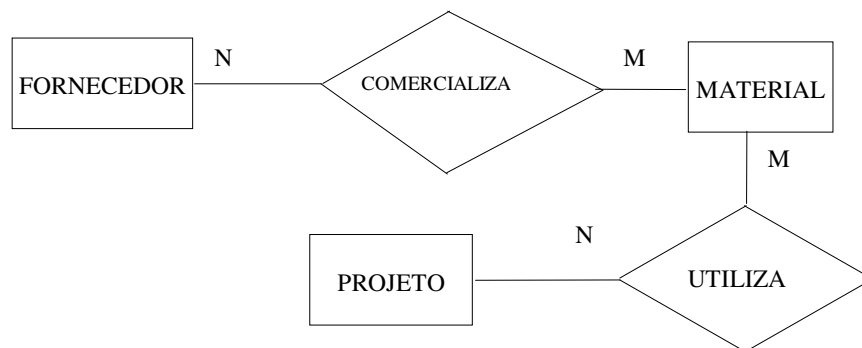 N
FORNECEDOR
COMERCIALIZA
M
MATERIAL
M
N
PROJETO
UTILIZA